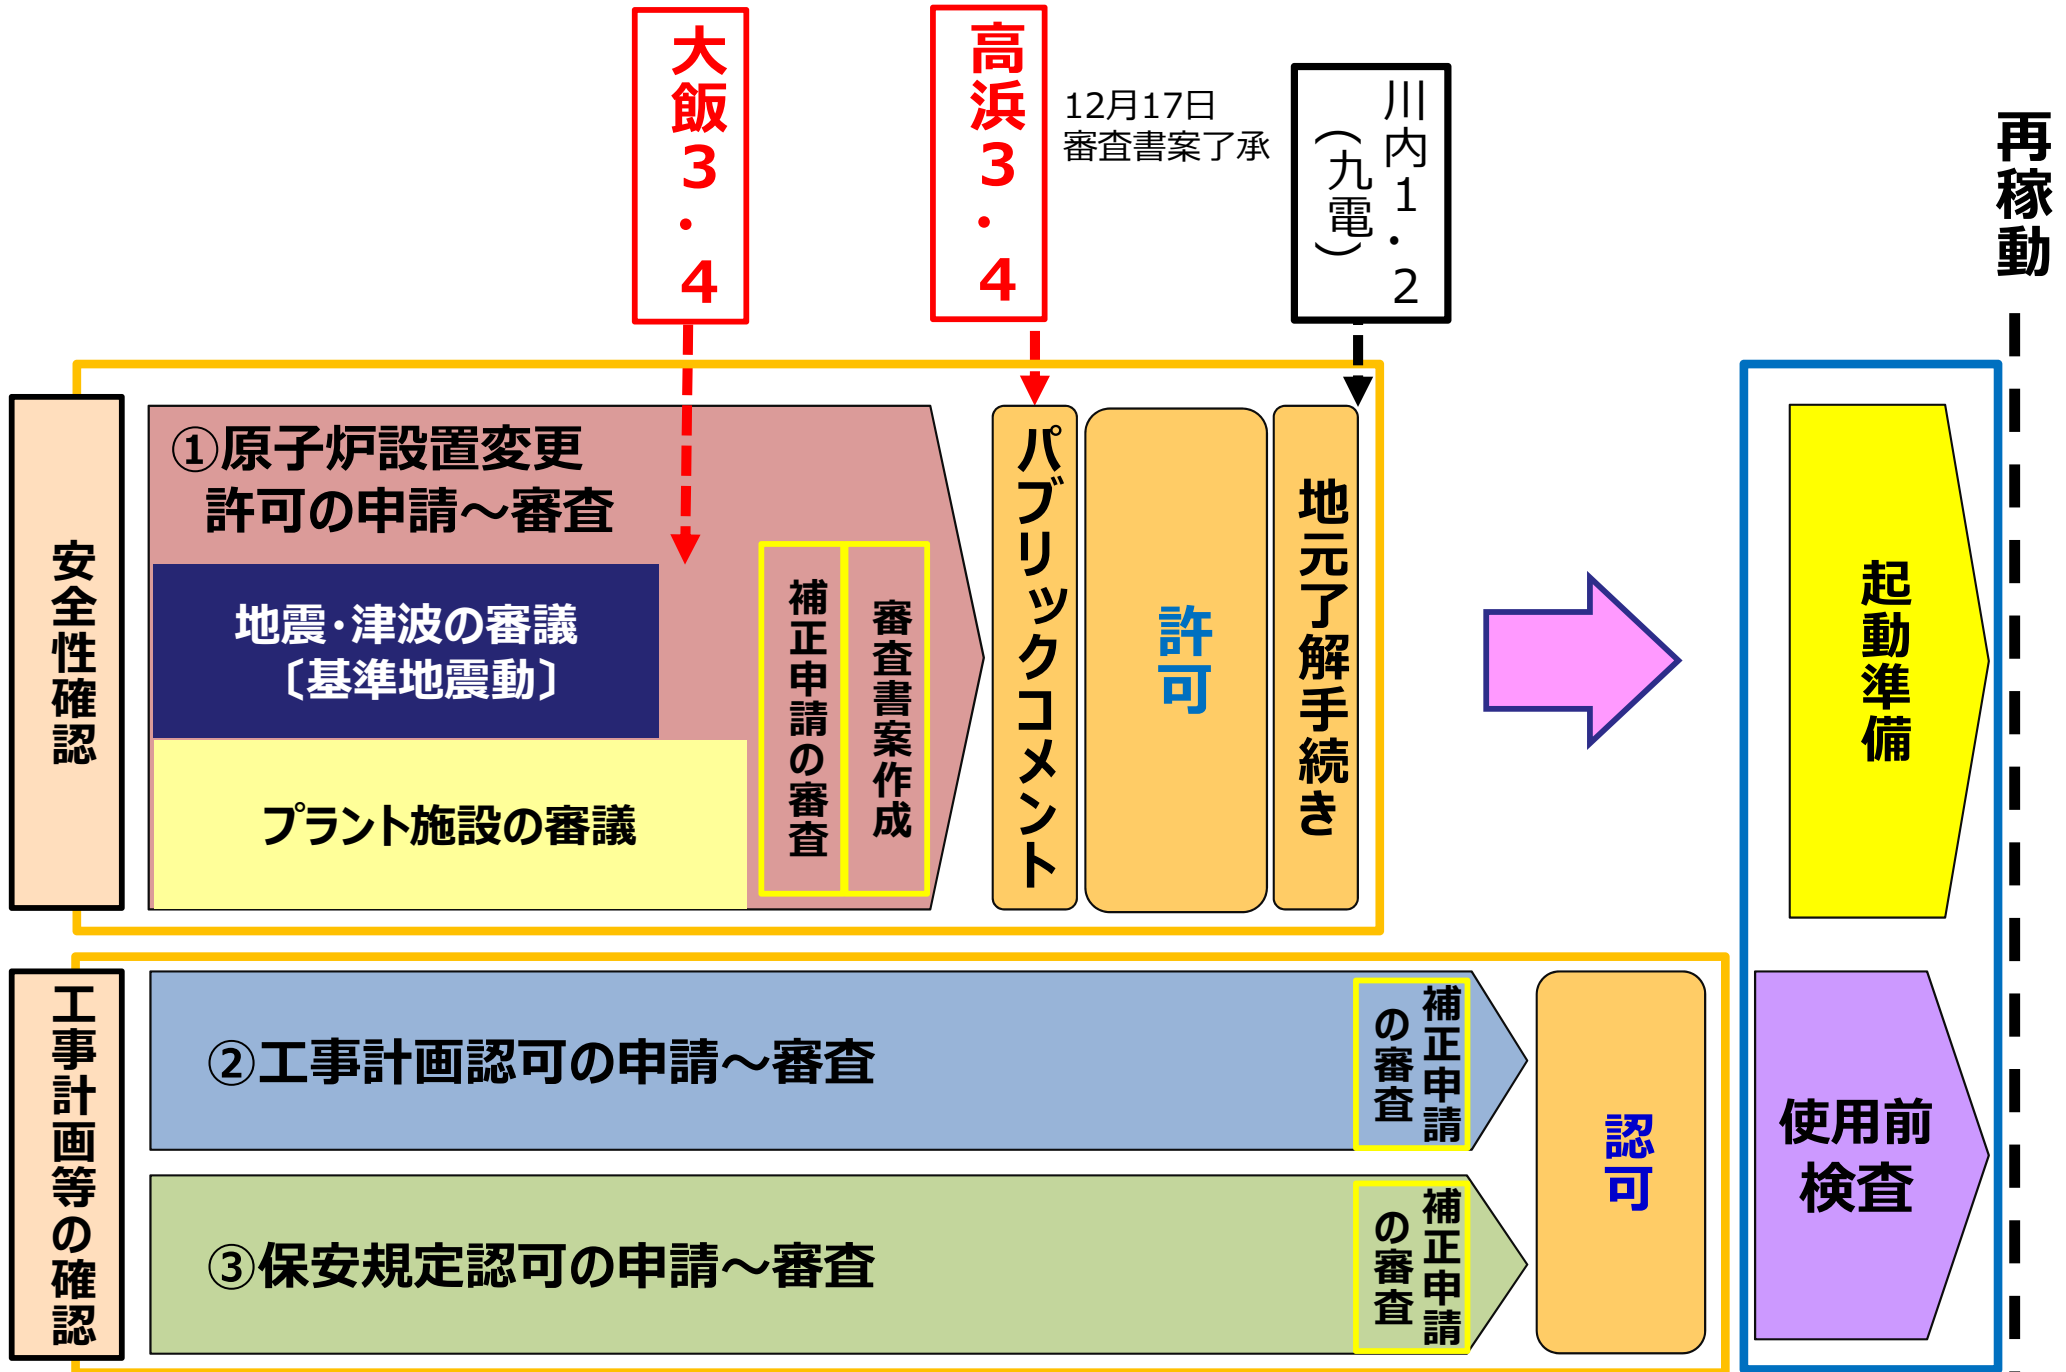 大飯３・４
高浜３・４
12月17日
審査書案了承
川内１・２
（九電）
再稼動
安全性確認
①原子炉設置変更
許可の申請～審査
地震・津波の審議
〔基準地震動〕
プラント施設の審議
補正申請の審査
審査書案作成
パブリックコメント
許可
地元了解手続き
起動準備
工事計画等の確認
②工事計画認可の申請～審査
補正申請
の審査
③保安規定認可の申請～審査
補正申請
の審査
認可
使用前
検査